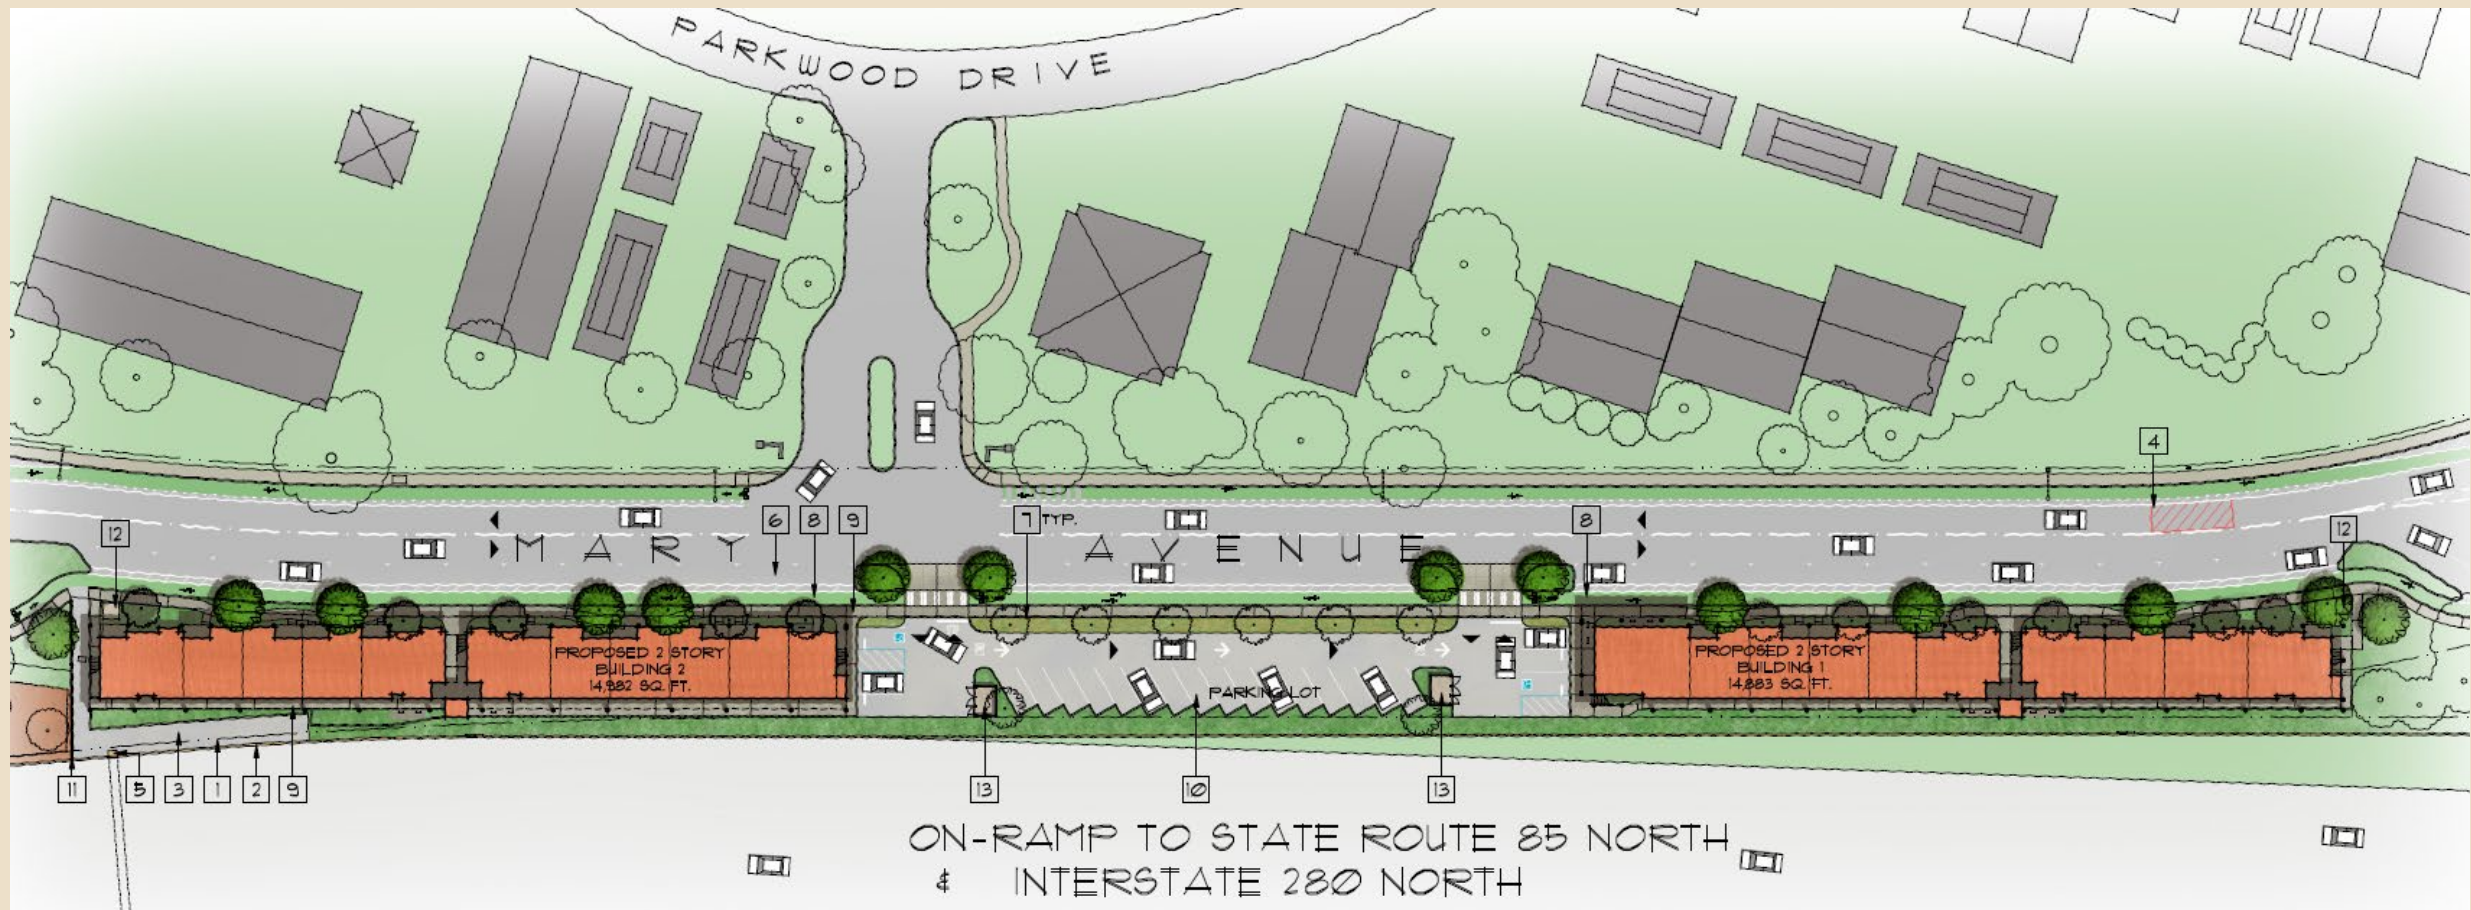 PARKWOOD DRIVE
4
12
6
8
9
7 TYP.
8
12
MARY AVENUE
PROPOSED 2 STORY
BUILDING 2
14,982 SQ. FT.
PROPOSED 2 STORY
BUILDING 1
14,883 SQ. FT.
PARKING LOT
11
5
3
1
2
9
13
10
13
ON-RAMP TO STATE ROUTE 85 NORTH
& INTERSTATE 280 NORTH